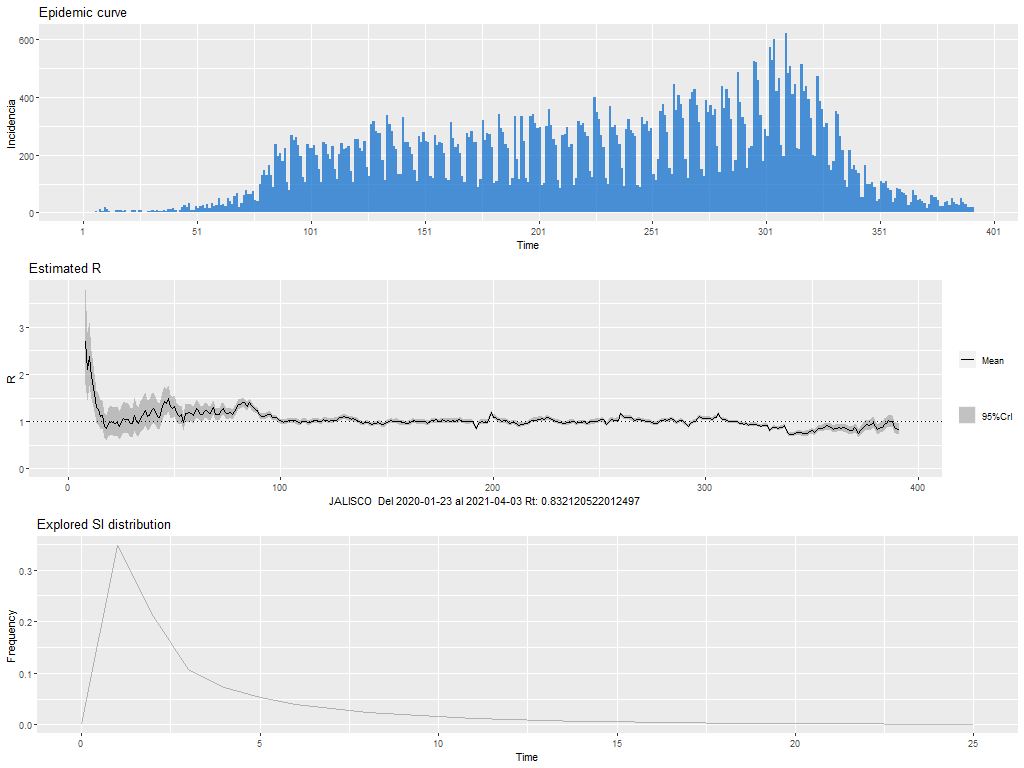 Epidemic curve
600
400
200
0
Incidencia
1 51 101 151 201 251 301 351 401
Time
Estimated R
3
2
1
0
R
Mean
95%CrI
0 100 200 300 400
JALISCO Del 2020-01-23 al 2021-04-03 Rt: 0.832120522012497
Explored SI distribution
0.3
0.2
0.1
0.0
Frequency
0 5 10 15 20 25
Time